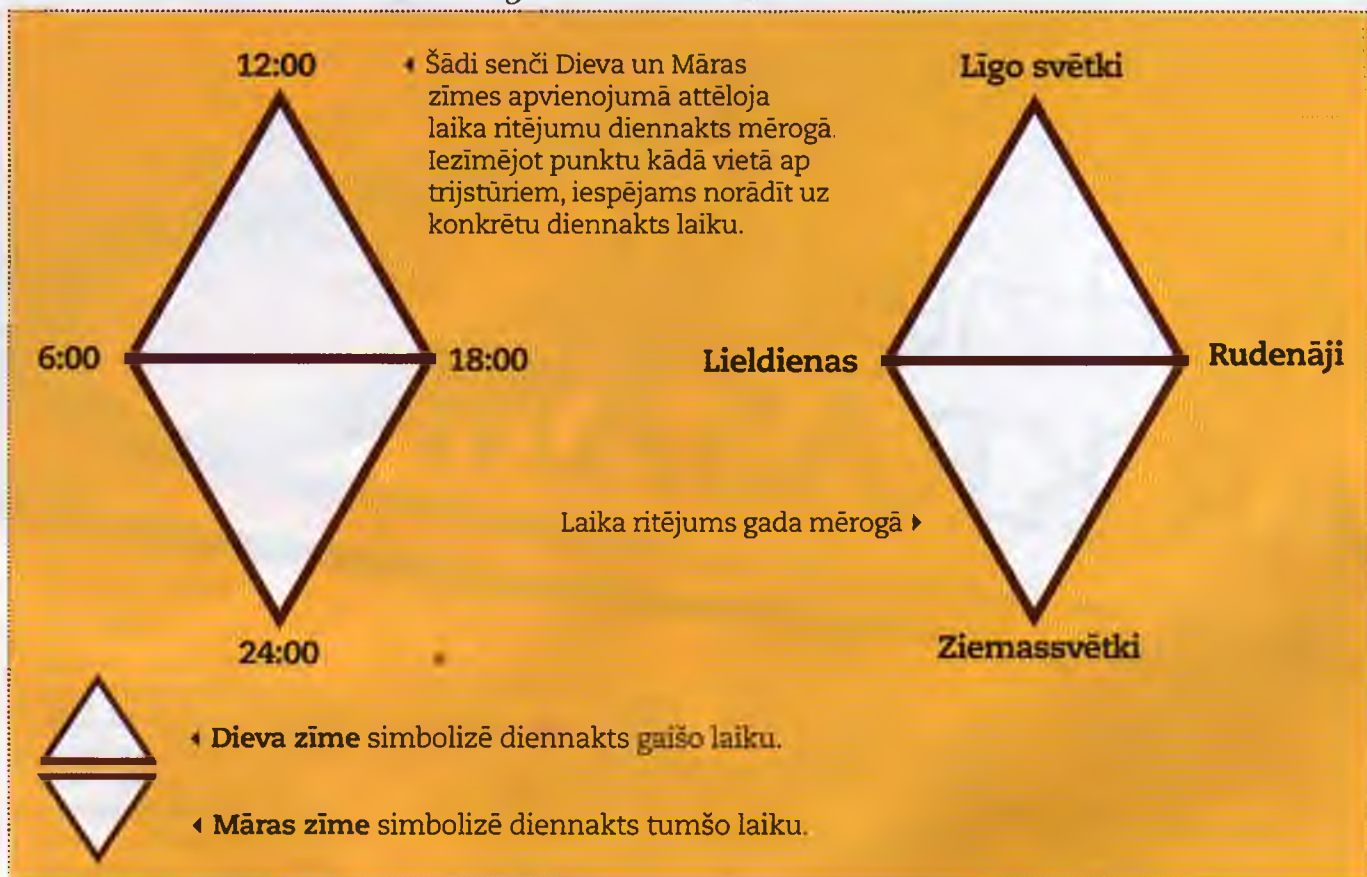 12:00
Šādi senči Dieva un Māras
zīmes apvienojumā attēloja
laika ritējumu diennakts mērogā.
Iezīmējot punktu kādā vietā ap
trijstūriem, iespējams norādīt uz
konkrētu diennakts laiku.
6:00
18:00
24:00
Līgo svētki
Lieldienas
Rudenāji
Laika ritējums gada mērogā
Ziemassvētki
Dieva zīme simbolizē diennakts gaišo laiku.
Māras zīme simbolizē diennakts tumšo laiku.